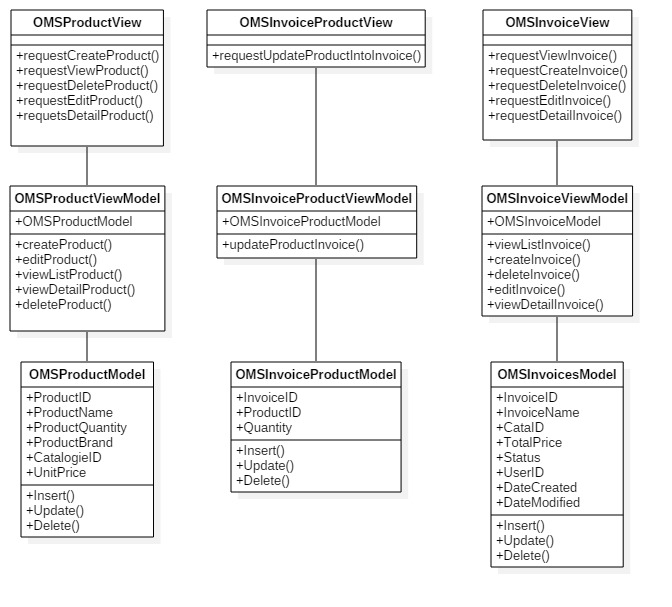 OMSProductView
+requestCreateProduct()
+requestViewProduct()
+requestDeleteProduct()
+requestEditProduct()
+requetsDetailProduct()
OMSInvoiceProductView
+requestUpdateProductIntoInvoice()
OMSInvoiceView
+requestViewInvoice()
+requestCreateInvoice()
+requestDeleteInvoice()
+requestEditInvoice()
+requestDetailInvoice()
OMSProductViewModel
+OMSProductModel
+createProduct()
+editProduct()
+viewListProduct()
+viewDetailProduct()
+deleteProduct()
OMSInvoiceProductViewModel
+OMSInvoiceProductModel
+updateProductInvoice()
OMSInvoiceViewModel
+OMSInvoiceModel
+viewListInvoice()
+createInvoice()
+deleteInvoice()
+editInvoice()
+viewDetailInvoice()
OMSProductModel
+ProductID
+ProductName
+ProductQuantity
+ProductBrand
+CatalogieID
+UnitPrice
+Insert()
+Update()
+Delete()
OMSInvoiceProductModel
+InvoiceID
+ProductID
+Quantity
+Insert()
+Update()
+Delete()
OMSInvoicesModel
+InvoiceID
+InvoiceName
+CataID
+TotalPrice
+Status
+UserID
+DateCreated
+DateModified
+Insert()
+Update()
+Delete()